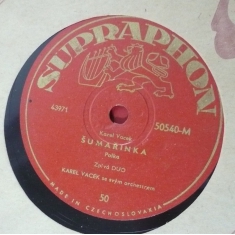 SUPRAPHON
43971
50540-M
Karel Vacek
ŠUMAŘINKA
Polka
Zpívá DUO
KAREL VACEK se svým orchestrem
50
MADE IN CZECHOSLOVAKIA